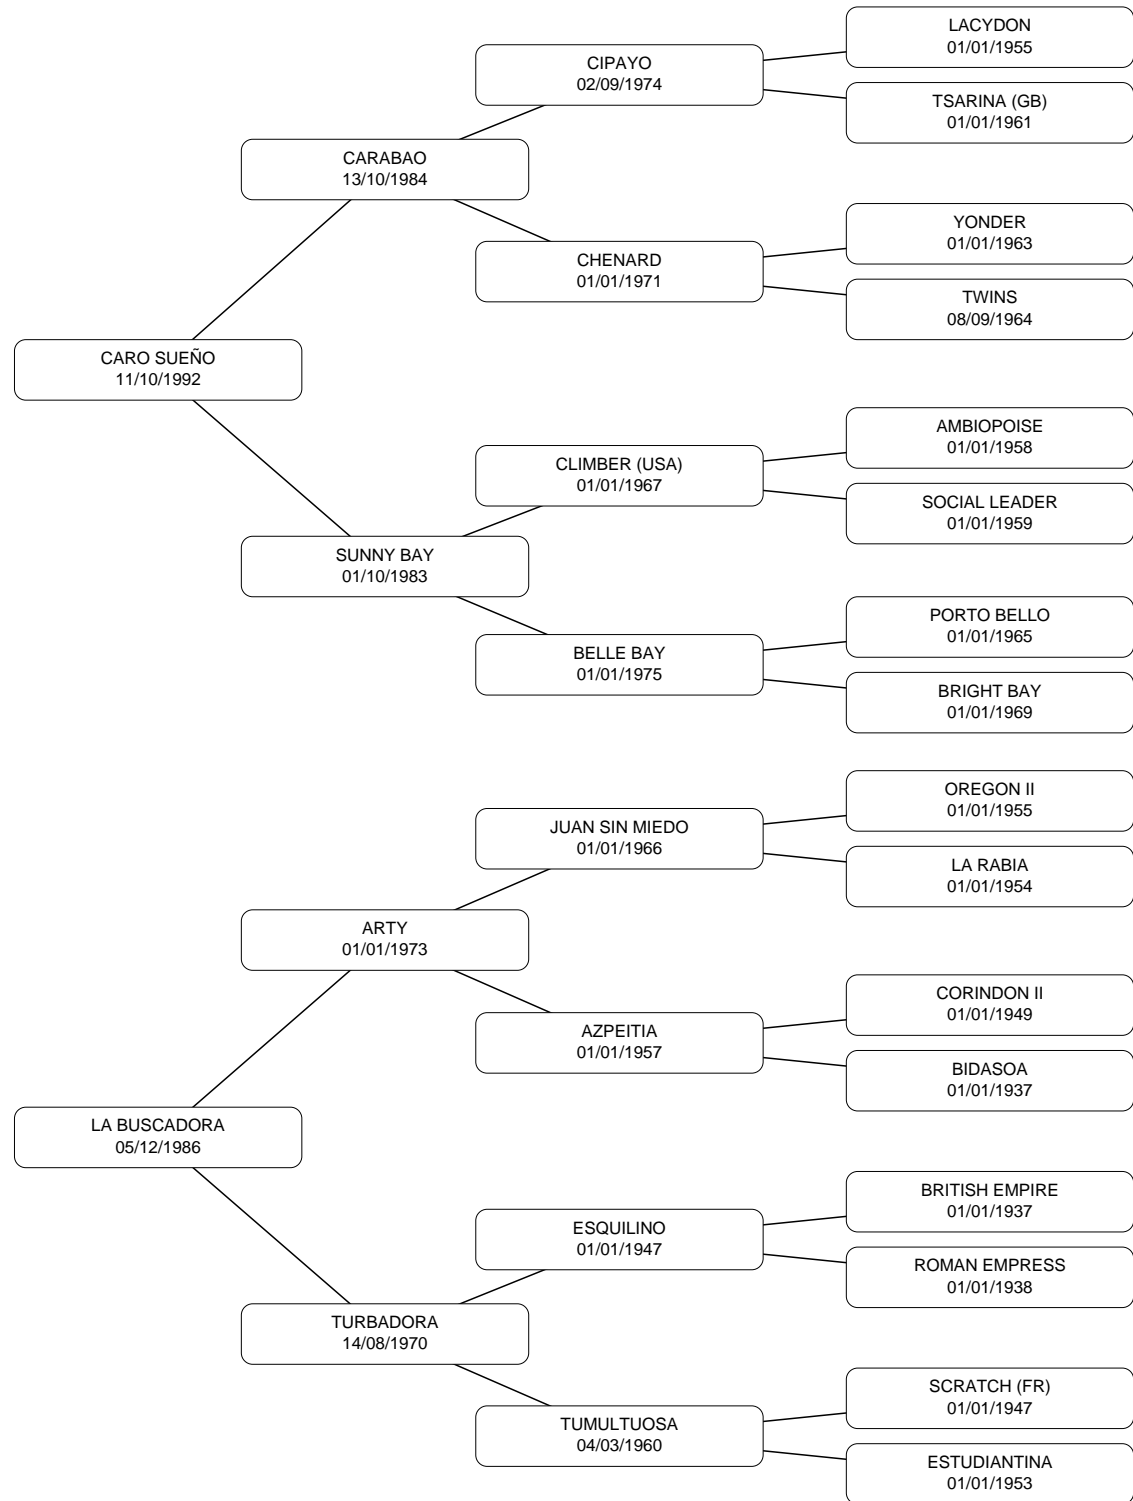 LACYDON
01/01/1955
CIPAYO
02/09/1974
TSARINA (GB)
01/01/1961
CARABAO
13/10/1984
YONDER
01/01/1963
CHENARD
01/01/1971
TWINS
08/09/1964
CARO SUEÑO
11/10/1992
AMBIOPOISE
01/01/1958
CLIMBER (USA)
01/01/1967
SOCIAL LEADER
01/01/1959
SUNNY BAY
01/10/1983
PORTO BELLO
01/01/1965
BELLE BAY
01/01/1975
BRIGHT BAY
01/01/1969
OREGON II
01/01/1955
JUAN SIN MIEDO
01/01/1966
LA RABIA
01/01/1954
ARTY
01/01/1973
CORINDON II
01/01/1949
AZPEITIA
01/01/1957
BIDASOA
01/01/1937
LA BUSCADORA
05/12/1986
BRITISH EMPIRE
01/01/1937
ESQUILINO
01/01/1947
ROMAN EMPRESS
01/01/1938
TURBADORA
14/08/1970
SCRATCH (FR)
01/01/1947
TUMULTUOSA
04/03/1960
ESTUDIANTINA
01/01/1953